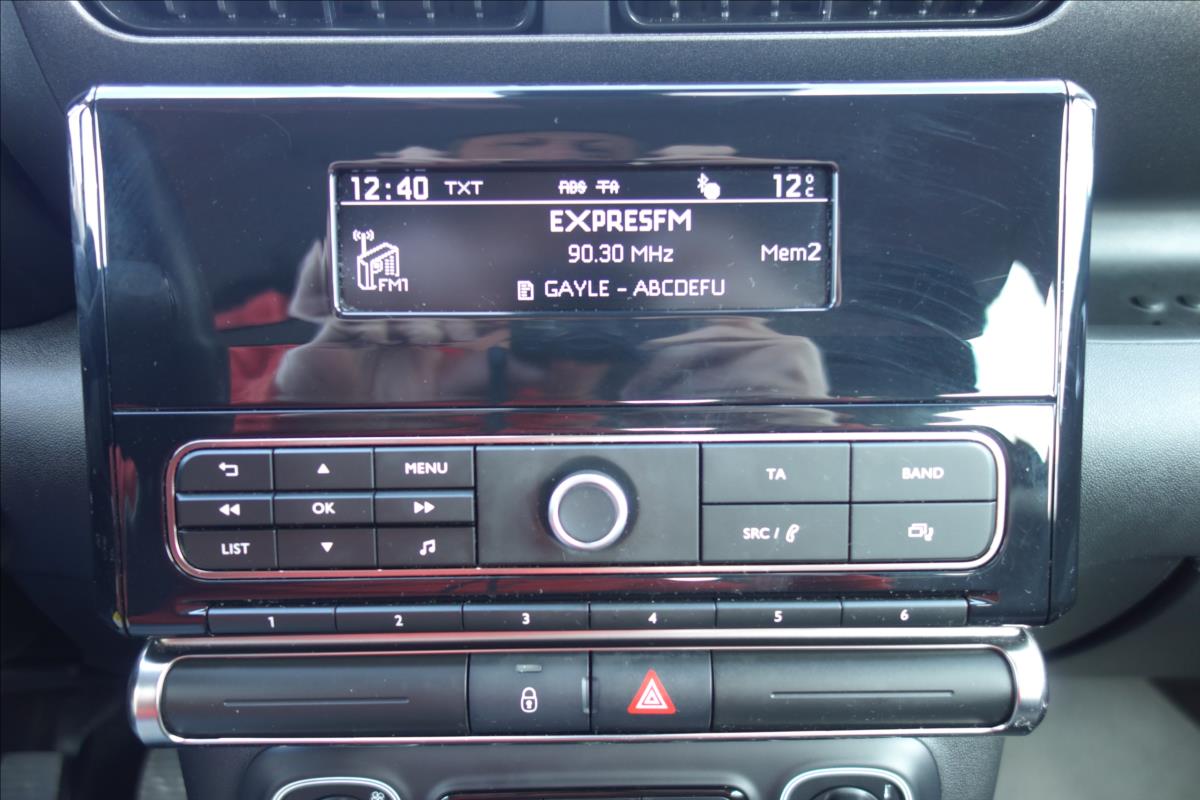 12:40 TXT RDS TA 12°C
EXPRESFM
90.30 MHz Mem2
FM1
GAYLE - ABCDEFU
MENU
TA BAND
OK
SRC /
LIST
1 2 3 4 5 6